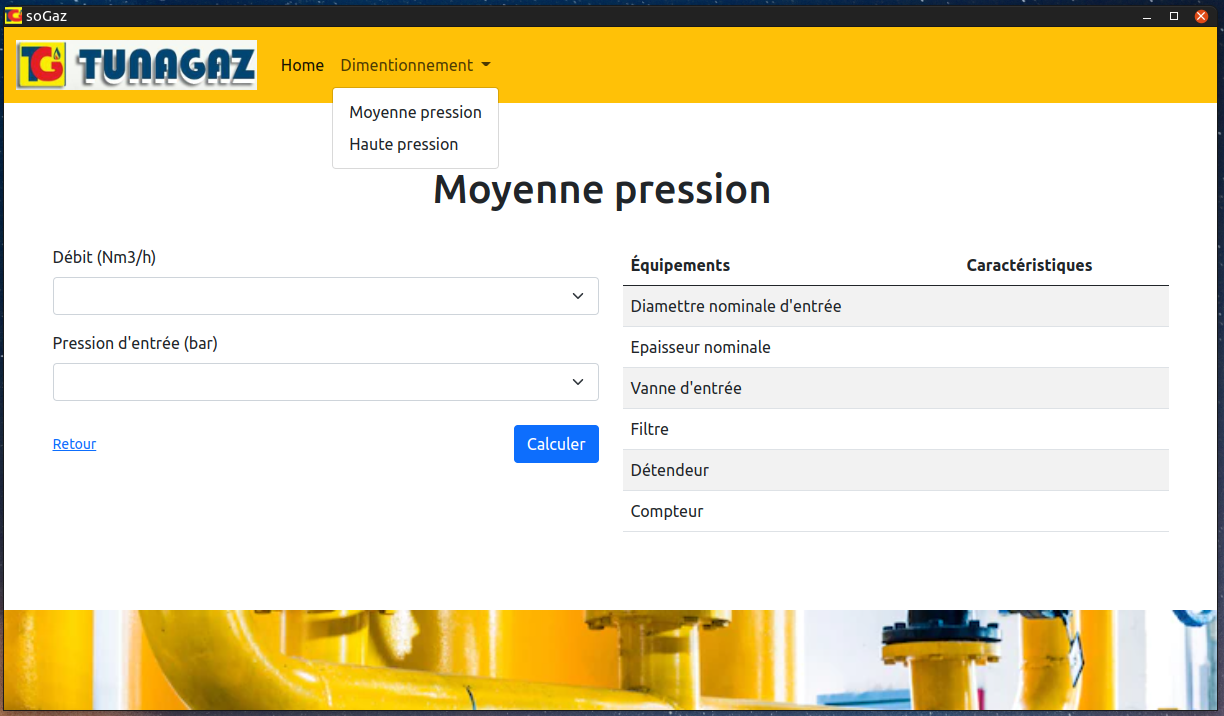 soGaz
TG TUNAGAZ
Home Dimentionnement
Moyenne pression
Haute pression
Moyenne pression
Débit (Nm3/h)
Pression d'entrée (bar)
Retour
Calculer
Équipements Caractéristiques
Diamettre nominale d'entrée
Epaisseur nominale
Vanne d'entrée
Filtre
Détendeur
Compteur